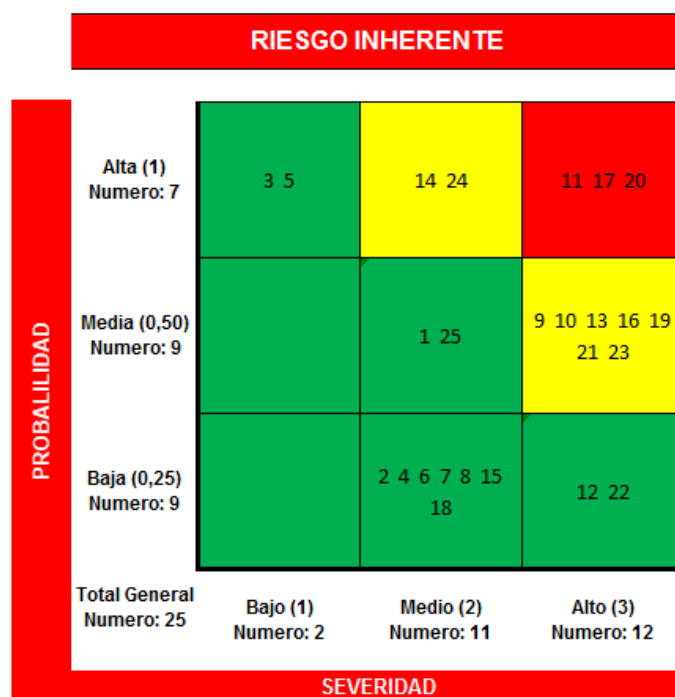 RIESGO INHERENTE
PROBALILIDAD
Alta (1)
Numero: 7
3 5
14 24
11 17 20
Media (0,50)
Numero: 9
1 25
9 10 13 16 19
21 23
Baja (0,25)
Numero: 9
2 4 6 7 8 15
18
12 22
Total General
Numero: 25
Bajo (1)
Numero: 2
Medio (2)
Numero: 11
Alto (3)
Numero: 12
SEVERIDAD